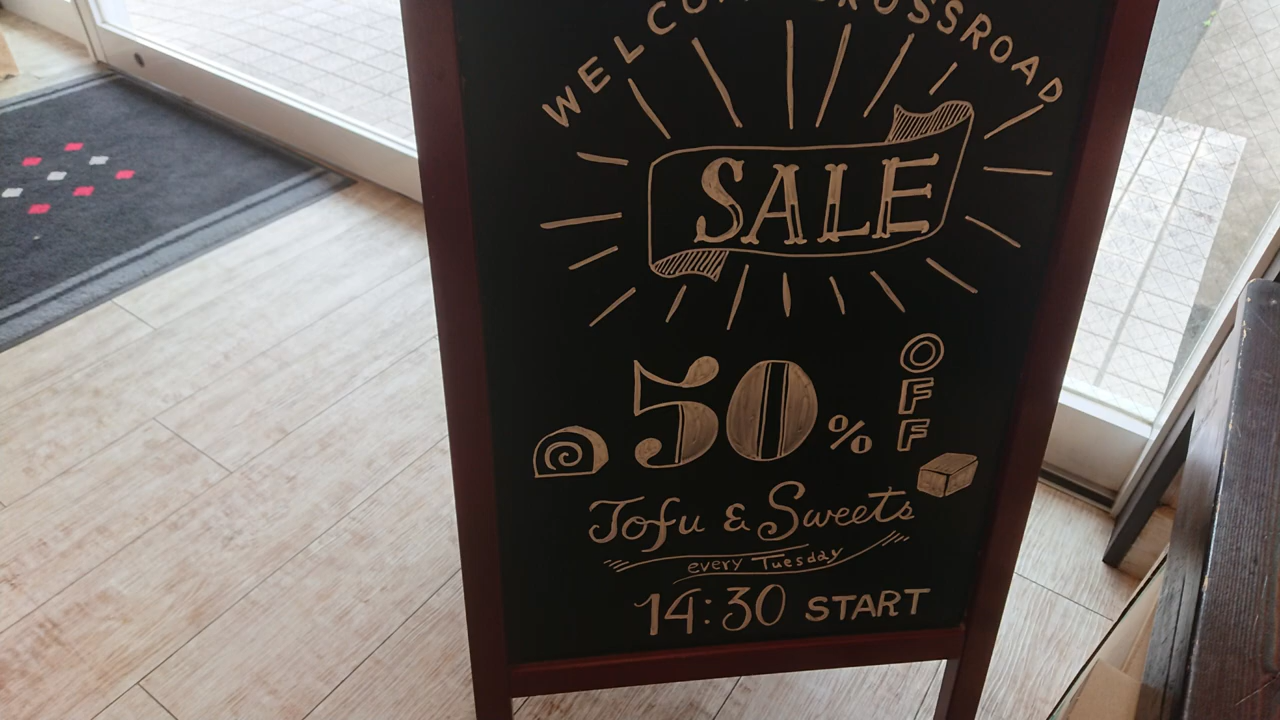 WELCOME CROSSROAD
SALE
50% OFF
Tofu & Sweets
every Tuesday
14:30 START